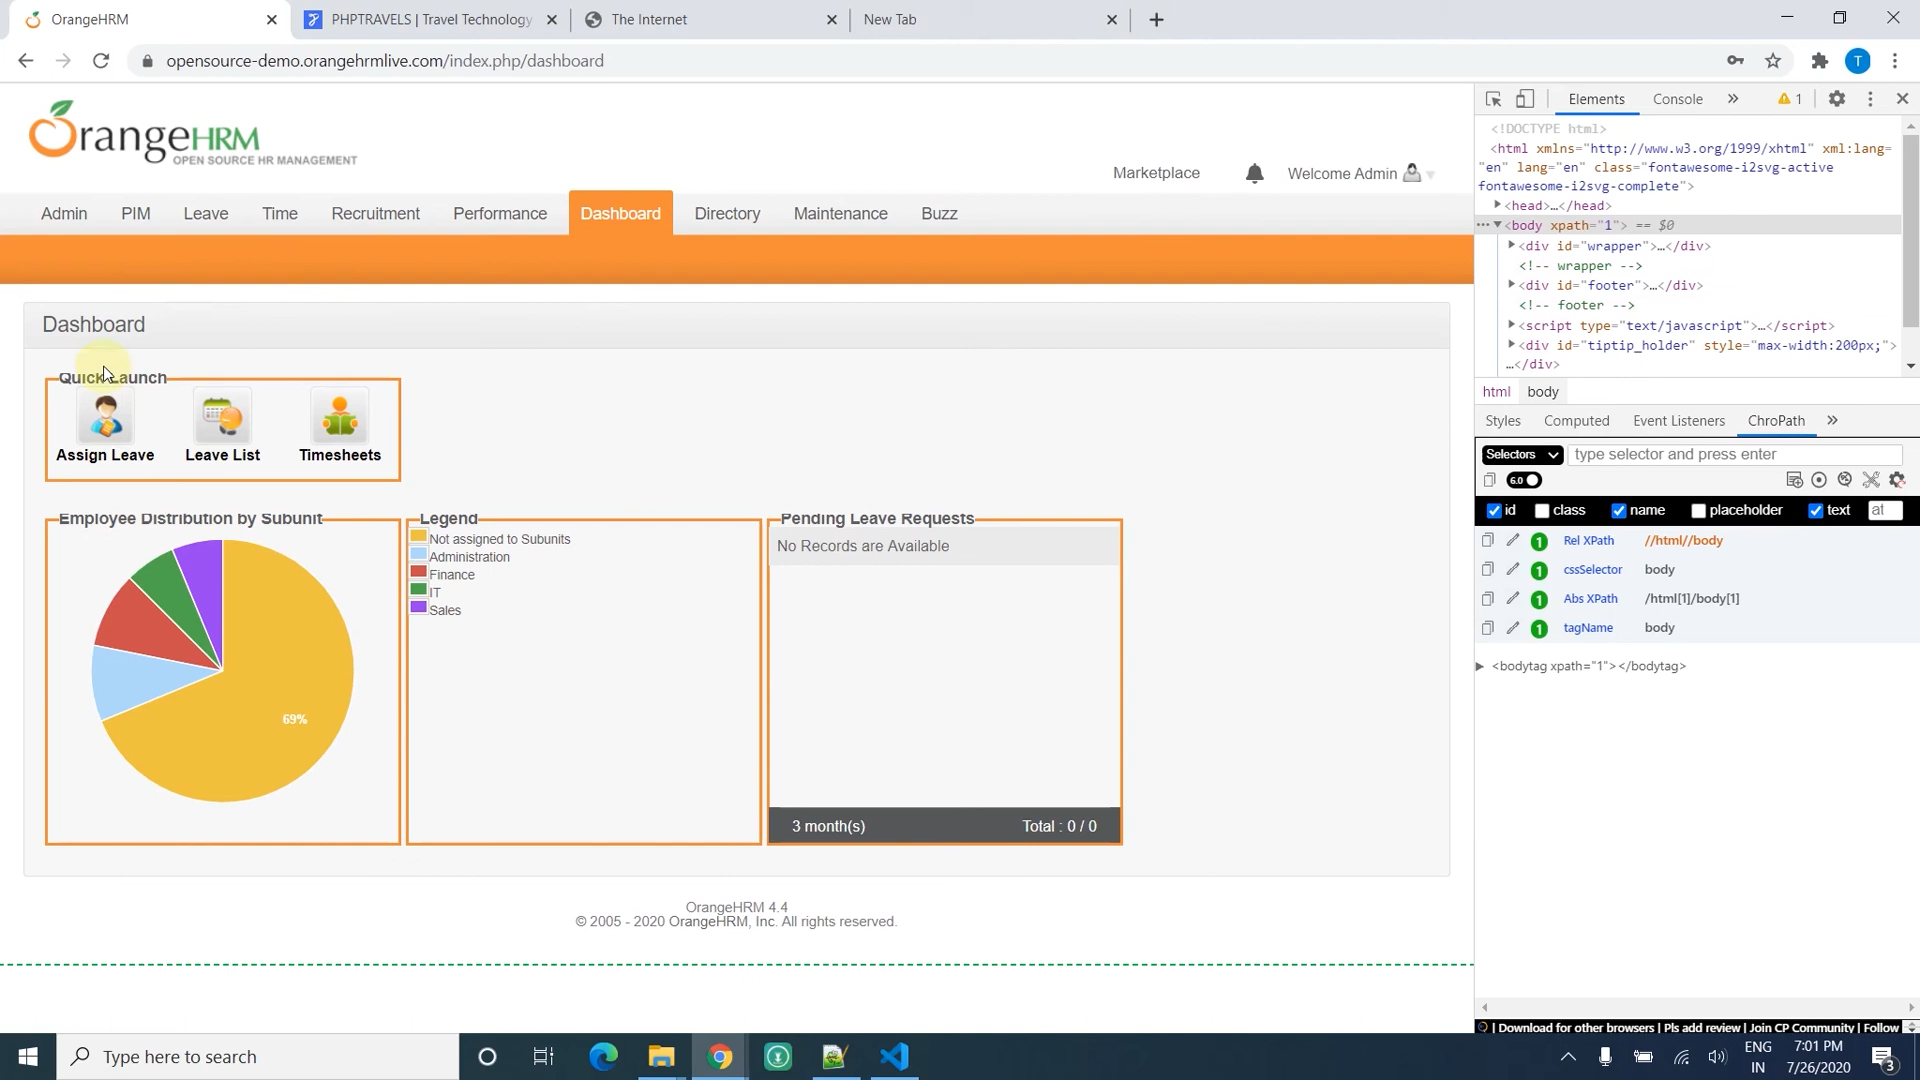 OrangeHRM
PHPTRAVELS | Travel Technology
The Internet
New Tab
opensource-demo.orangehrmlive.com/index.php/dashboard
T
OrangeHRM
OPEN SOURCE HR MANAGEMENT
Marketplace
Welcome Admin
Admin
PIM
Leave
Time
Recruitment
Performance
Dashboard
Directory
Maintenance
Buzz
Dashboard
Quick Launch
Assign Leave
Leave List
Timesheets
Employee Distribution by Subunit
69%
Legend
Not assigned to Subunits
Administration
Finance
IT
Sales
Pending Leave Requests
No Records are Available
3 month(s)
Total : 0 / 0
OrangeHRM 4.4
© 2005 - 2020 OrangeHRM, Inc. All rights reserved.
Elements
Console
1
<!DOCTYPE html>
<html xmlns="http://www.w3.org/1999/xhtml" xml:lang=
"en" lang="en" class="fontawesome-i2svg-active
fontawesome-i2svg-complete">
<head>…</head>
<body xpath="1"> == $0
<div id="wrapper">…</div>
<!-- wrapper -->
<div id="footer">…</div>
<!-- footer -->
<script type="text/javascript">…</script>
<div id="tiptip_holder" style="max-width:200px;">
…</div>
html
body
Styles
Computed
Event Listeners
ChroPath
Selectors
type selector and press enter
6.0
id
class
name
placeholder
text
at
1
Rel XPath
//html//body
1
cssSelector
body
1
Abs XPath
/html[1]/body[1]
1
tagName
body
<bodytag xpath="1"></bodytag>
| Download for other browsers | Pls add review | Join CP Community | Follow
Type here to search
ENG
IN
7:01 PM
7/26/2020
3